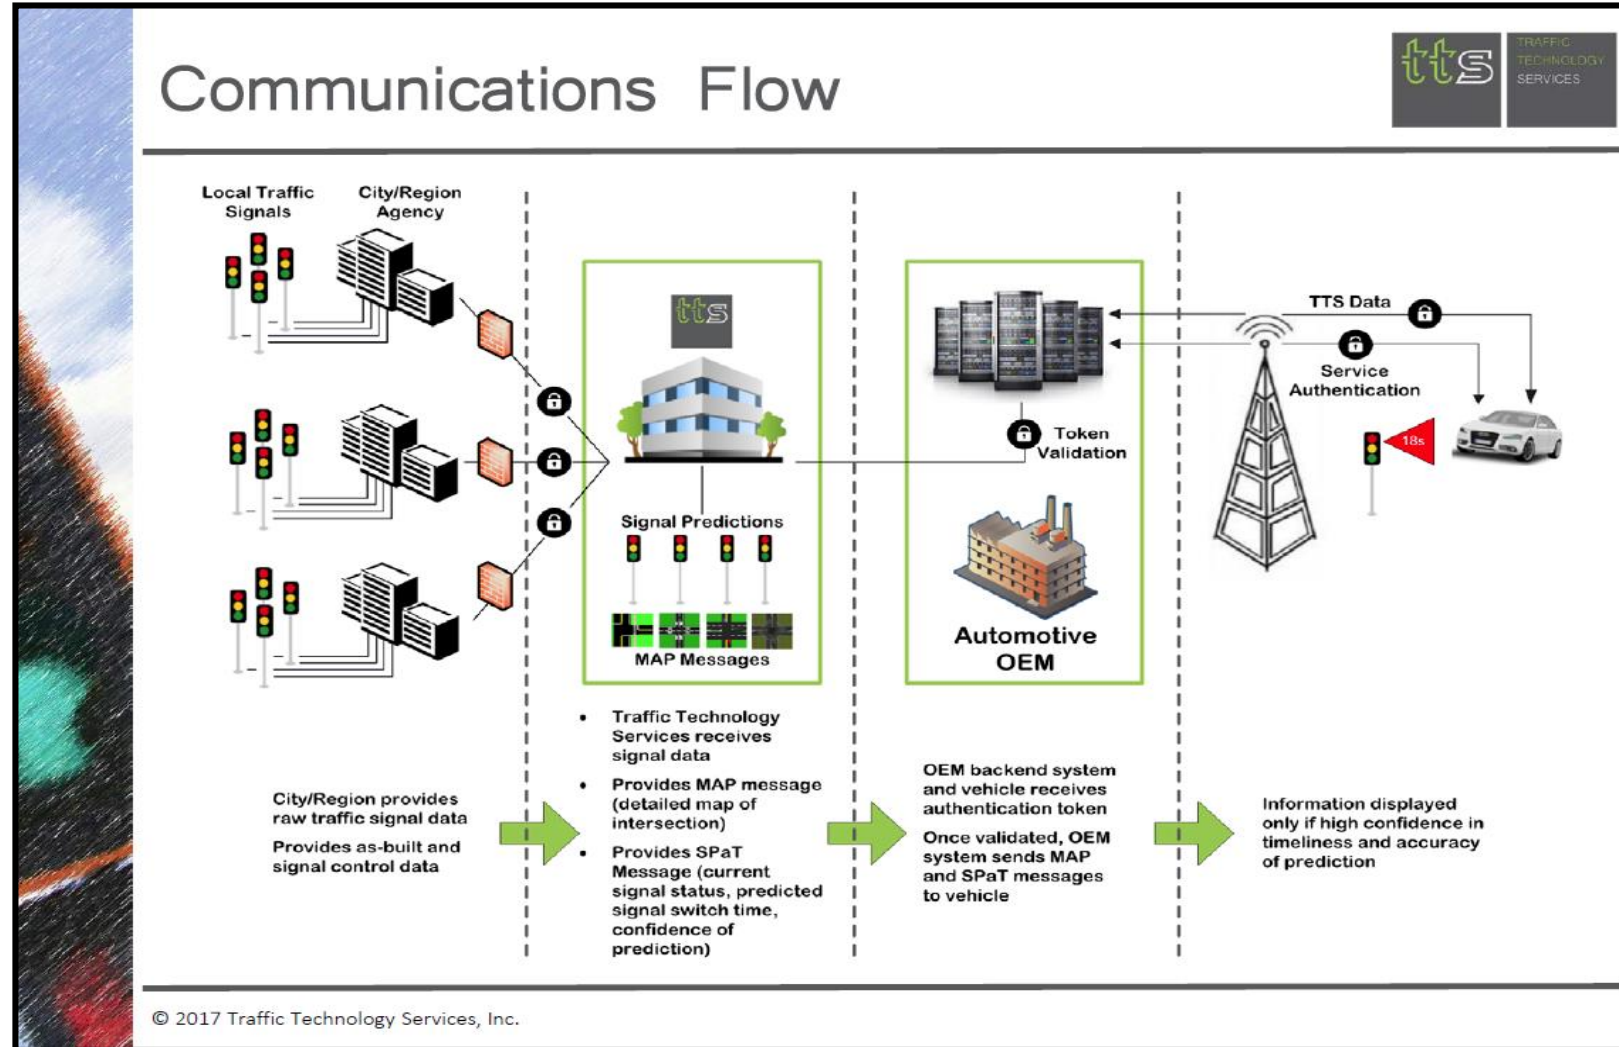 Communications Flow
tts
TRAFFIC
TECHNOLOGY
SERVICES
Local Traffic
Signals
City/Region
Agency
tts
Signal Predictions
MAP Messages
Token
Validation
Automotive
OEM
TTS Data
Service
Authentication
18s
City/Region provides
raw traffic signal data
Provides as-built and
signal control data
• Traffic Technology
Services receives
signal data
• Provides MAP message
(detailed map of
intersection)
• Provides SPaT
Message (current
signal status, predicted
signal switch time,
confidence of
prediction)
OEM backend system
and vehicle receives
authentication token
Once validated, OEM
system sends MAP
and SPaT messages
to vehicle
Information displayed
only if high confidence in
timeliness and accuracy
of prediction
© 2017 Traffic Technology Services, Inc.